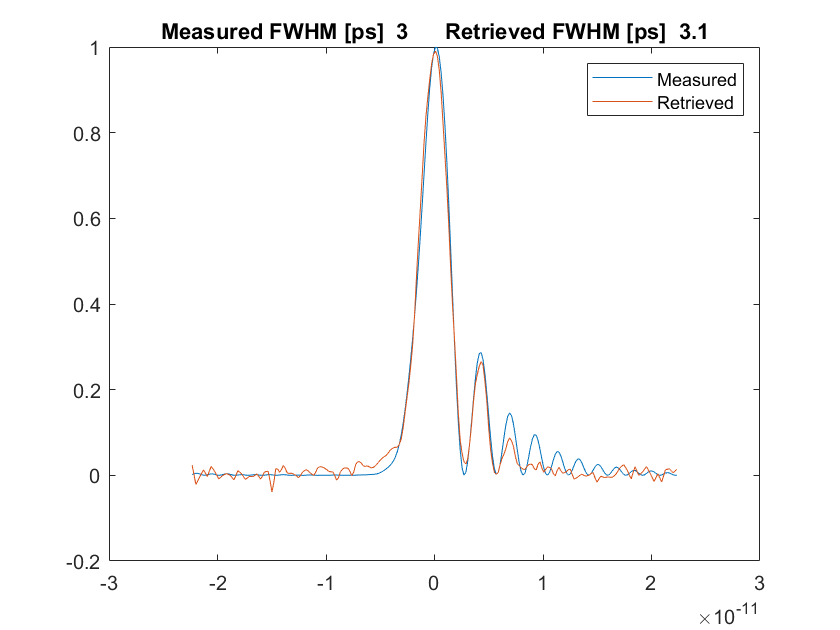 Measured FWHM [ps]  3      Retrieved FWHM [ps]  3.1
1
Measured
Retrieved
0.8
0.6
0.4
0.2
0
-0.2
-3 -2 -1 0 1 2 3
×10-11